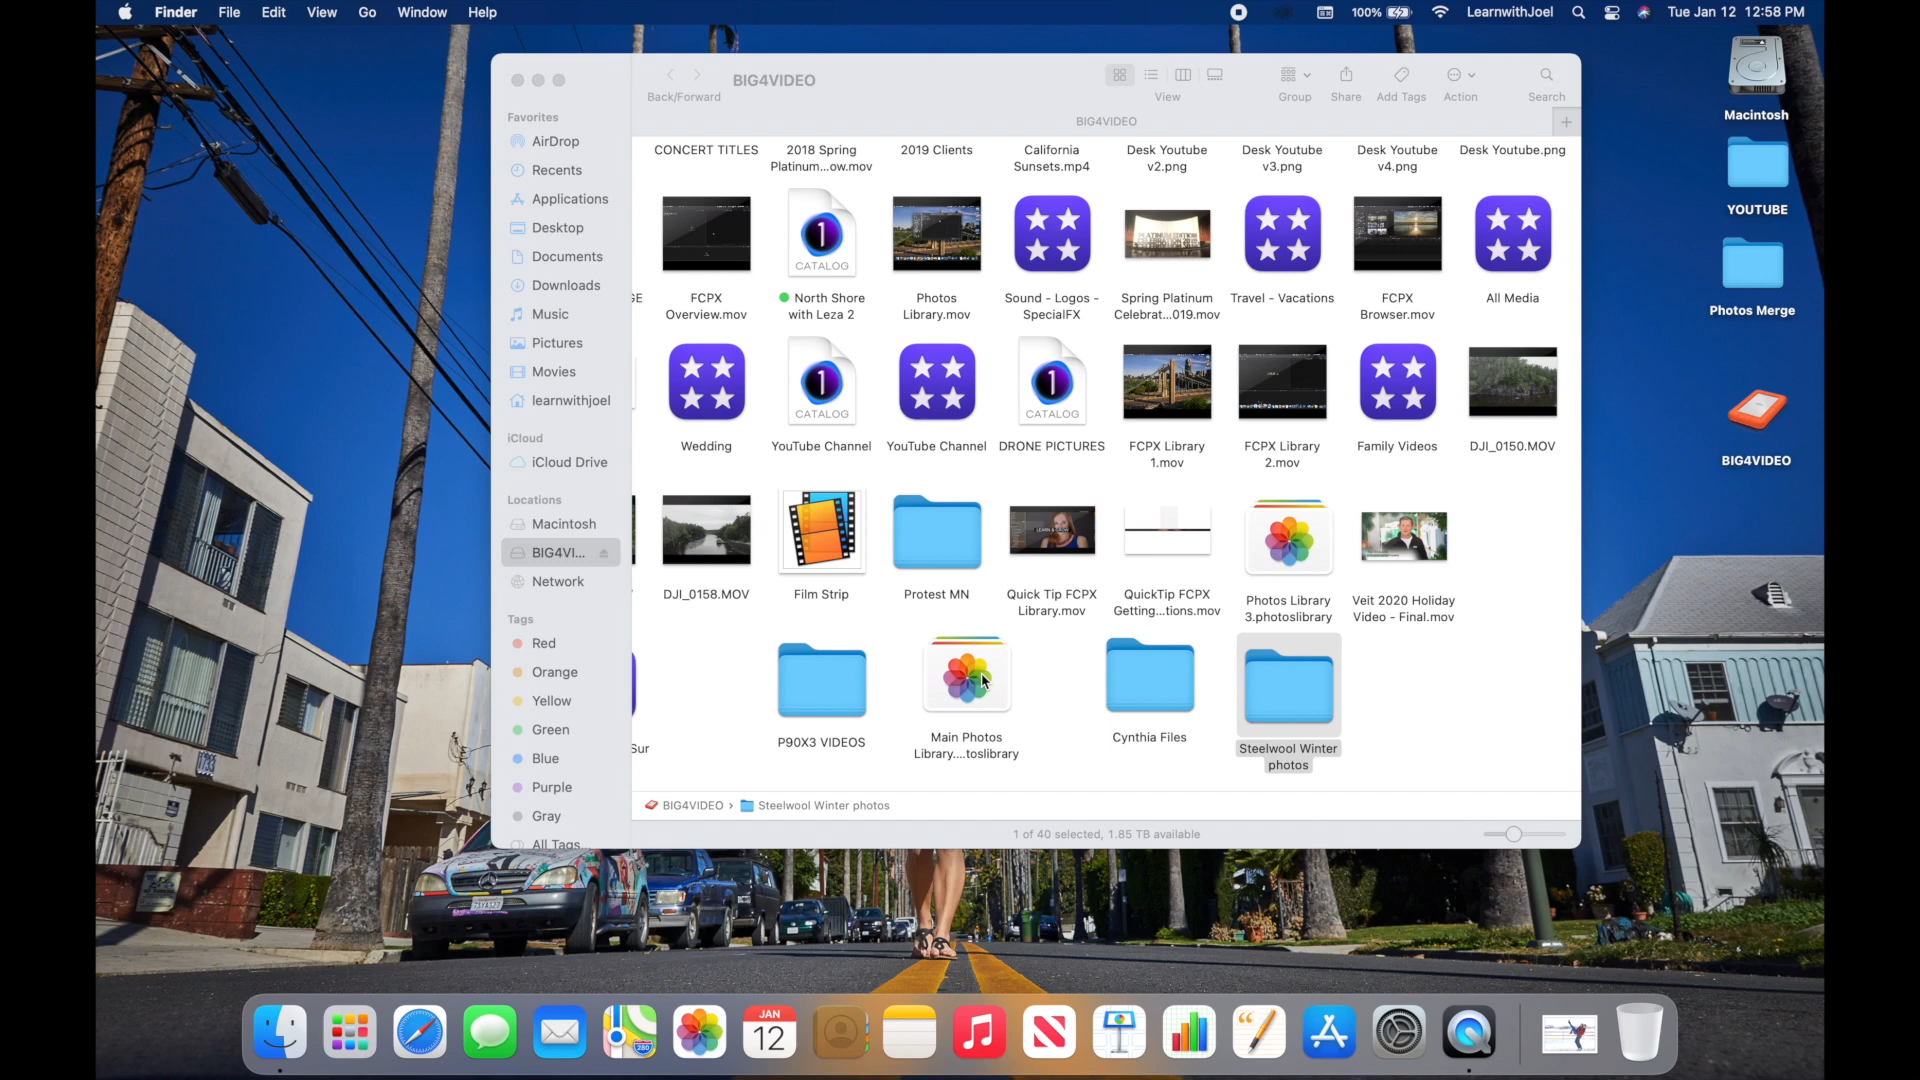 Finder File Edit View Go Window Help
100% LearnwithJoel Tue Jan 12 12:58 PM
BIG4VIDEO
Back/Forward
View
Group
Share
Add Tags
Action
Search
BIG4VIDEO
Favorites
AirDrop
Recents
Applications
Desktop
Documents
Downloads
Music
Pictures
Movies
learnwithjoel
iCloud
iCloud Drive
Locations
Macintosh
BIG4VI...
Network
Tags
Red
Orange
Yellow
Green
Blue
Purple
Gray
All Tags...
CONCERT TITLES
2018 Spring
Platinum...ow.mov
2019 Clients
California
Sunsets.mp4
Desk Youtube
v2.png
Desk Youtube
v3.png
Desk Youtube
v4.png
Desk Youtube.png
CATALOG
PLATINUM EDITION
FCPX
Overview.mov
North Shore
with Leza 2
Photos
Library.mov
Sound - Logos -
SpecialFX
Spring Platinum
Celebrat...019.mov
Travel - Vacations
FCPX
Browser.mov
All Media
CATALOG
CATALOG
Wedding
YouTube Channel
YouTube Channel
DRONE PICTURES
FCPX Library
1.mov
FCPX Library
2.mov
Family Videos
DJI_0150.MOV
LEARN & GROW
DJI_0158.MOV
Film Strip
Protest MN
Quick Tip FCPX
Library.mov
QuickTip FCPX
Getting...tions.mov
Photos Library
3.photoslibrary
Veit 2020 Holiday
Video - Final.mov
Sur
P90X3 VIDEOS
Main Photos
Library....toslibrary
Cynthia Files
Steelwool Winter
photos
BIG4VIDEO › Steelwool Winter photos
1 of 40 selected, 1.85 TB available
Macintosh
YOUTUBE
Photos Merge
BIG4VIDEO
280
JAN
12